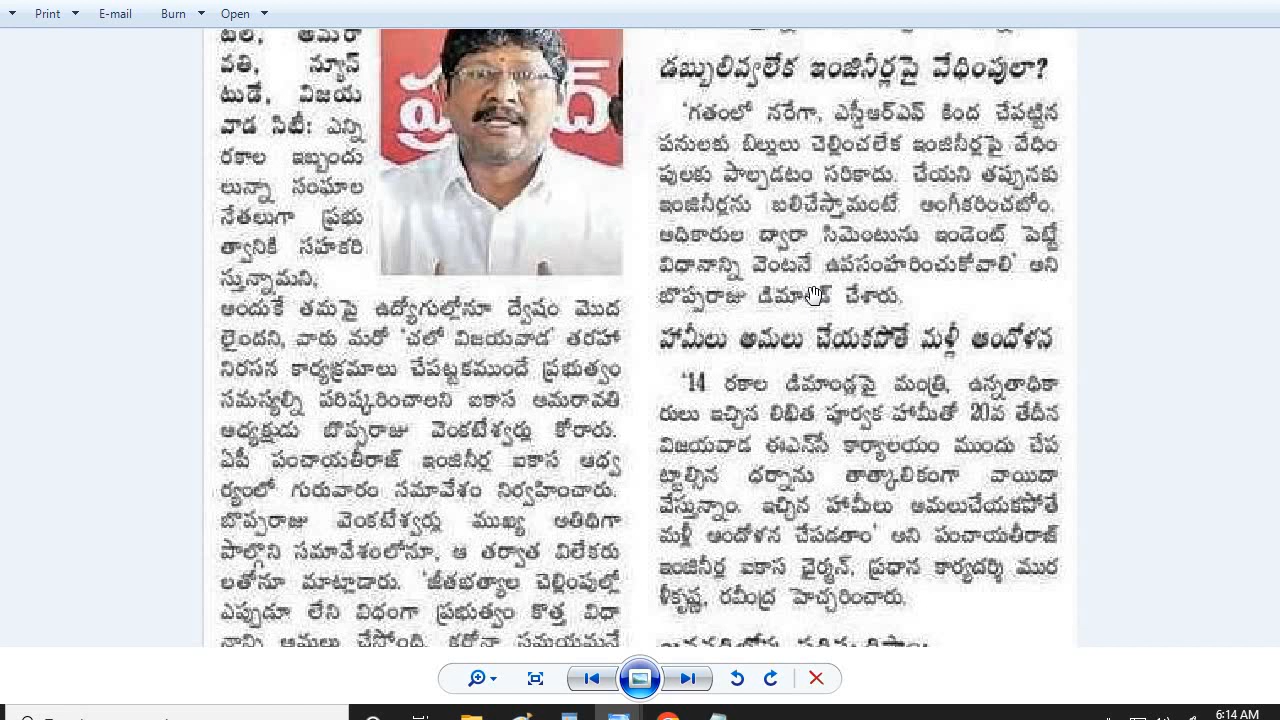 Print
E-mail
Burn
Open
వతి, న్యూస్
టుడే, విజయ
వాడ సిటీ: ఎన్ని
రకాల ఇబ్బందు
లున్నా సంఘాల
నేతలుగా ప్రభు
త్వానికి సహకరి
స్తున్నామని,
అందుకే తమపై ఉద్యోగుల్లోనూ ద్వేషం మొద
లైందని, వారు మరో 'చలో విజయవాడ' తరహా
నిరసన కార్యక్రమాలు చేపట్టకముందే ప్రభుత్వం
సమస్యల్ని పరిష్కరించాలని ఐకాస అమరావతి
అధ్యక్షుడు బొప్పరాజు వెంకటేశ్వర్లు కోరారు.
ఏపీ పంచాయతీరాజ్ ఇంజినీర్ల ఐకాస ఆధ్వ
ర్యంలో గురువారం సమావేశం నిర్వహించారు.
బొప్పరాజు వెంకటేశ్వర్లు ముఖ్య అతిథిగా
పాల్గొని సమావేశంలోనూ, ఆ తర్వాత విలేకరు
లతోనూ మాట్లాడారు. 'జీతభత్యాల చెల్లింపుల్లో
ఎప్పుడూ లేని విధంగా ప్రభుత్వం కొత్త విధా
నాన్ని అమలు చేస్తోంది. కరోనా సమయమనే
డబ్బులివ్వలేక ఇంజినీర్లపై వేధింపులా?
'గతంలో నరేగా, ఎస్డీఆర్ఎఫ్ కింద చేపట్టిన
పనులకు బిల్లులు చెల్లించలేక ఇంజినీర్లపై వేధిం
పులకు పాల్పడటం సరికాదు. చేయని తప్పునకు
ఇంజినీర్లను బలిచేస్తామంటే అంగీకరించబోం.
అధికారుల ద్వారా సిమెంటును ఇండెంట్ పెట్టే
విధానాన్ని వెంటనే ఉపసంహరించుకోవాలి' అని
బొప్పరాజు డిమాండ్ చేశారు.
హామీలు అమలు చేయకపోతే మళ్లీ ఆందోళన
'14 రకాల డిమాండ్లపై మంత్రి, ఉన్నతాధికా
రులు ఇచ్చిన లిఖిత పూర్వక హామీతో 20వ తేదీన
విజయవాడ ఈఎన్‌సీ కార్యాలయం ముందు చేప
ట్టాల్సిన ధర్నాను తాత్కాలికంగా వాయిదా
వేస్తున్నాం. ఇచ్చిన హామీలు అమలుచేయకపోతే
మళ్లీ ఆందోళన చేపడతాం' అని పంచాయతీరాజ్
ఇంజినీర్ల ఐకాస ఛైర్మన్, ప్రధాన కార్యదర్శి ముర
ళీకృష్ణ, రవీంద్ర హెచ్చరించారు.
6:14 AM